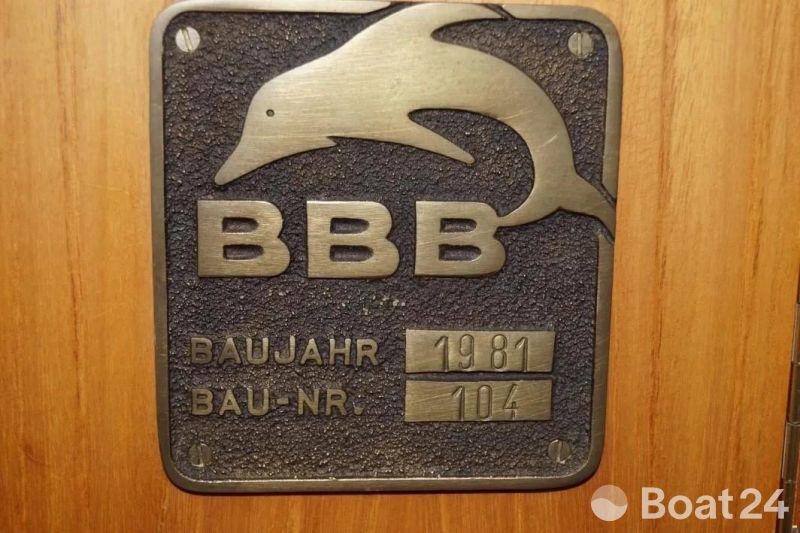 BBB
BAUJAHR 1981
BAU-NR. 104
Boat24